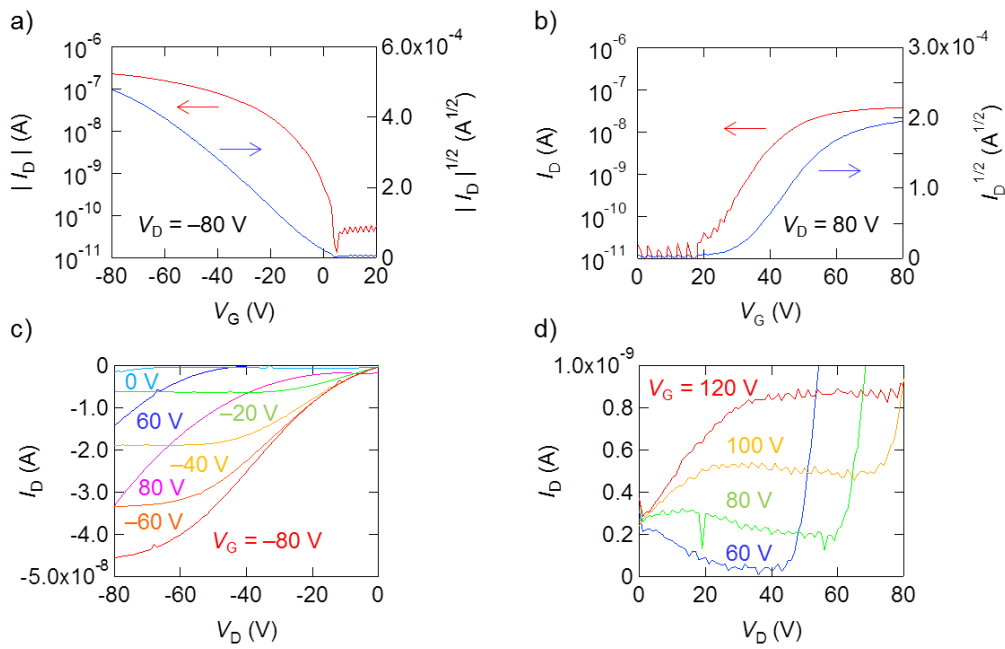 a)
10⁻⁶
10⁻⁷
10⁻⁸
10⁻⁹
10⁻¹⁰
10⁻¹¹
| I_D | (A)
6.0x10⁻⁴
4.0
2.0
0
| I_D |^1/2 (A^1/2)
V_D = –80 V
-80 -60 -40 -20 0 20
V_G (V)
b)
10⁻⁶
10⁻⁷
10⁻⁸
10⁻⁹
10⁻¹⁰
10⁻¹¹
I_D (A)
3.0x10⁻⁴
2.0
1.0
0
I_D^1/2 (A^1/2)
V_D = 80 V
0 20 40 60 80
V_G (V)
c)
0
-1.0
-2.0
-3.0
-4.0
-5.0x10⁻⁸
I_D (A)
0 V
60 V
–20 V
–40 V
80 V
–60 V
V_G = –80 V
-80 -60 -40 -20 0
V_D (V)
d)
1.0x10⁻⁹
0.8
0.6
0.4
0.2
0
I_D (A)
V_G = 120 V
100 V
80 V
60 V
0 20 40 60 80
V_D (V)